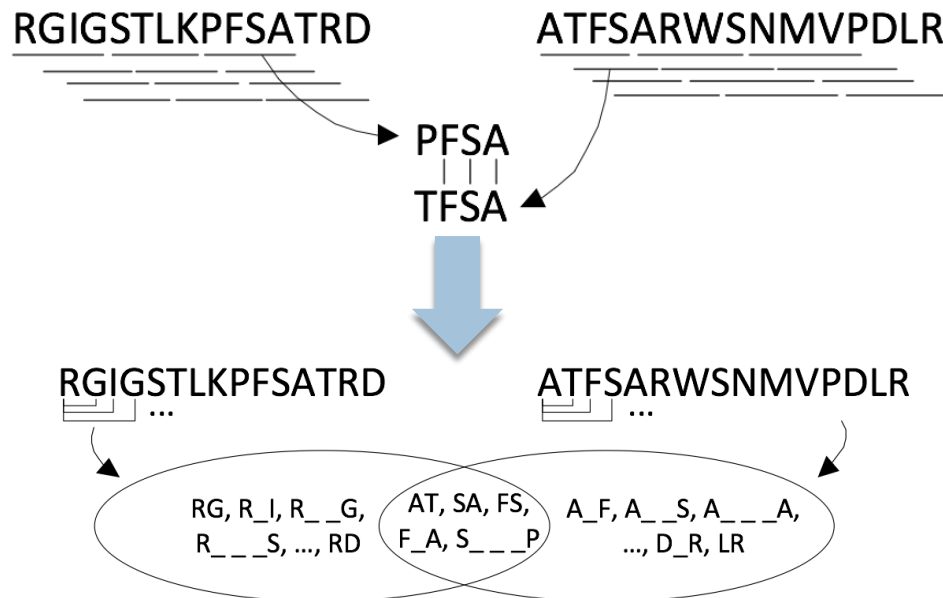 RGIGSTLKPFSATRD ATFSARWSNMVPDLR
PFSA
TFSA
RGIGSTLKPFSATRD ATFSARWSNMVPDLR
... ...
RG, R_I, R_ _G, AT, SA, FS, A_F, A_ _S, A_ _ _A,
R_ _ _S, ..., RD F_A, S_ _ _P ..., D_R, LR